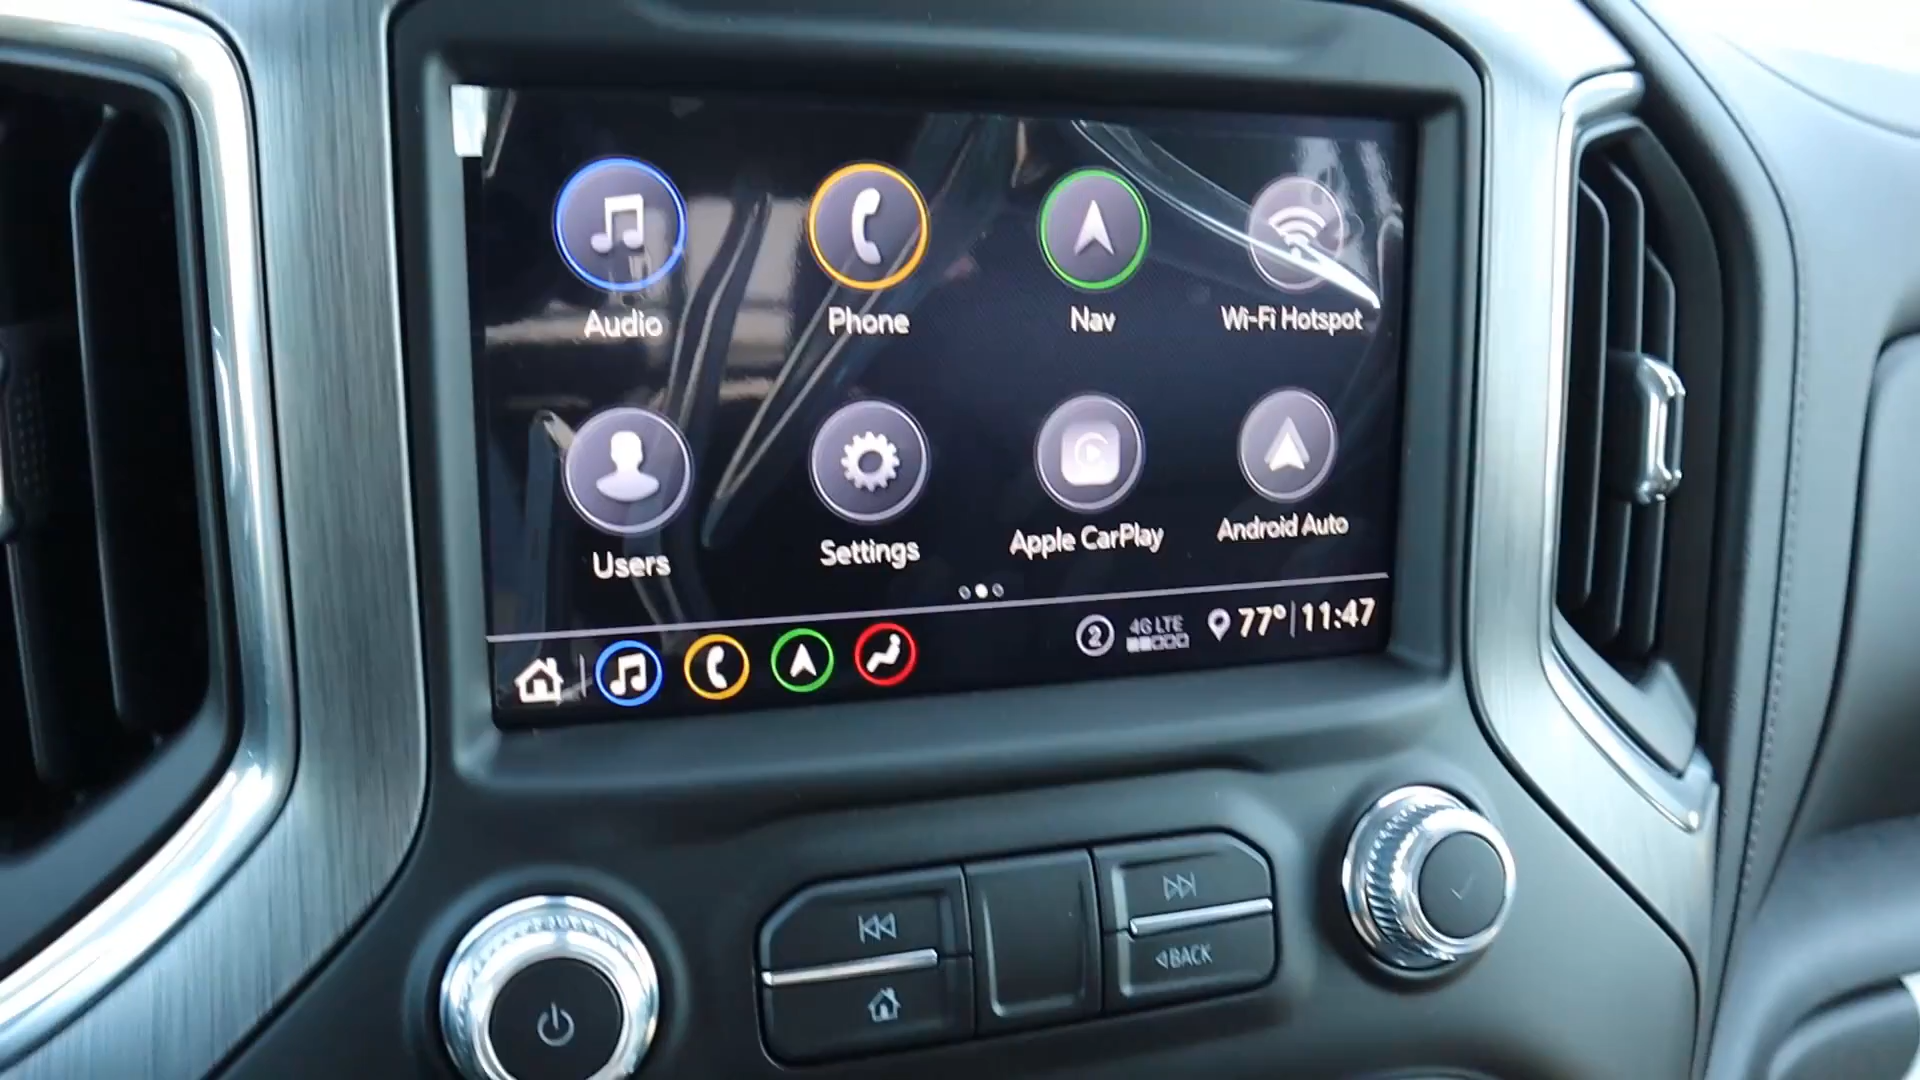 Audio
Phone
Nav
Wi-Fi Hotspot
Users
Settings
Apple CarPlay
Android Auto
2
4G LTE
77° 11:47
BACK